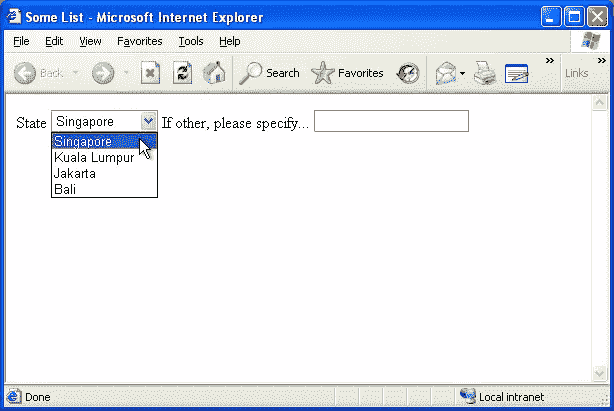 Some List - Microsoft Internet Explorer
File Edit View Favorites Tools Help
Back Search Favorites » Links »
State Singapore If other, please specify...
Singapore
Kuala Lumpur
Jakarta
Bali
Done Local intranet